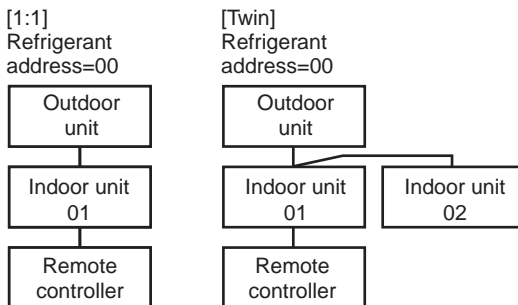 [1:1]
Refrigerant
address=00
Outdoor
unit
Indoor unit
01
Remote
controller
[Twin]
Refrigerant
address=00
Outdoor
unit
Indoor unit
01
Indoor unit
02
Remote
controller